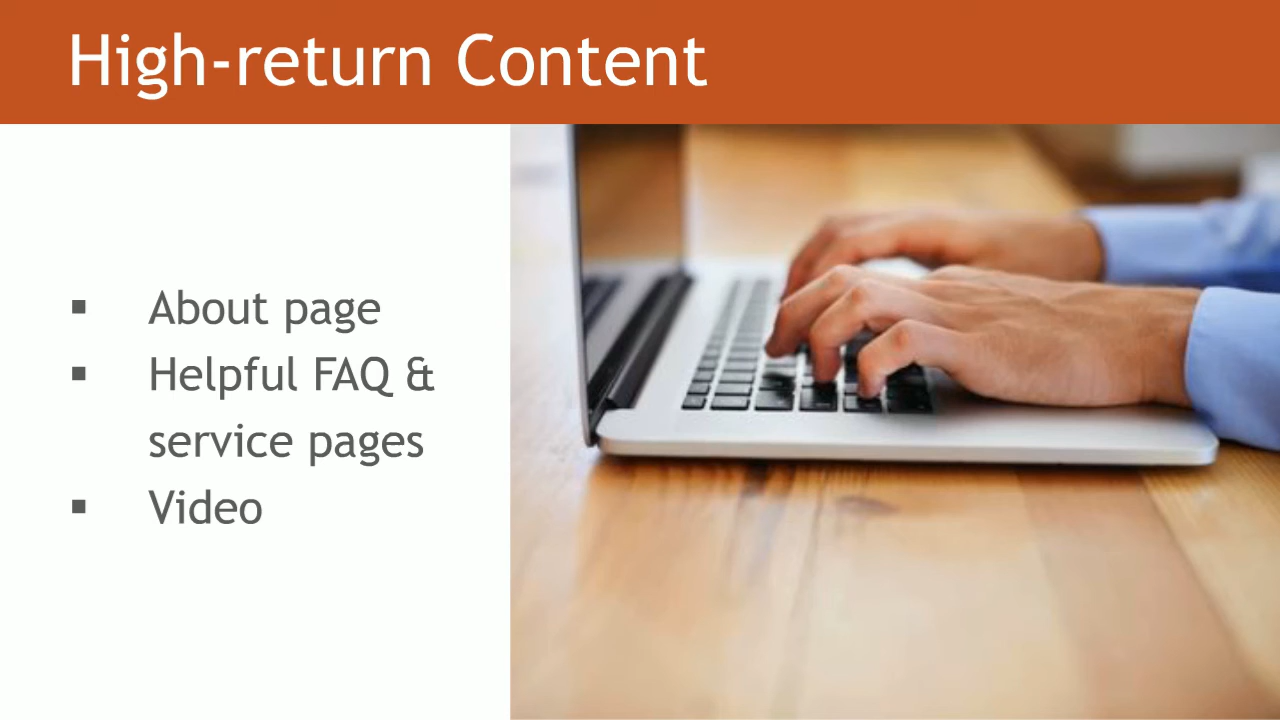 High-return Content
▪ About page
▪ Helpful FAQ &
service pages
▪ Video